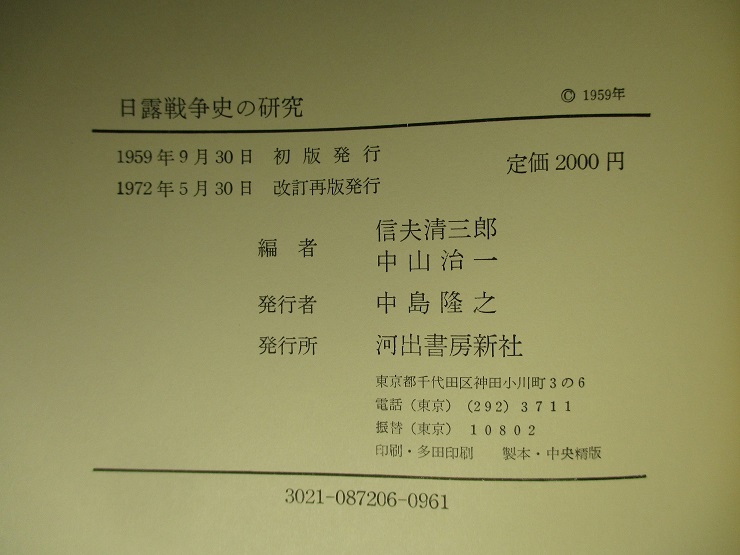 日露戦争史の研究
© 1959年
1959年9月30日 初版発行
1972年5月30日 改訂再版発行
定価2000円
編者 信夫清三郎
中山治一
発行者 中島隆之
発行所 河出書房新社
東京都千代田区神田小川町3の6
電話(東京) (292) 3711
振替(東京) 10802
印刷・多田印刷 製本・中央精版
3021-087206-0961